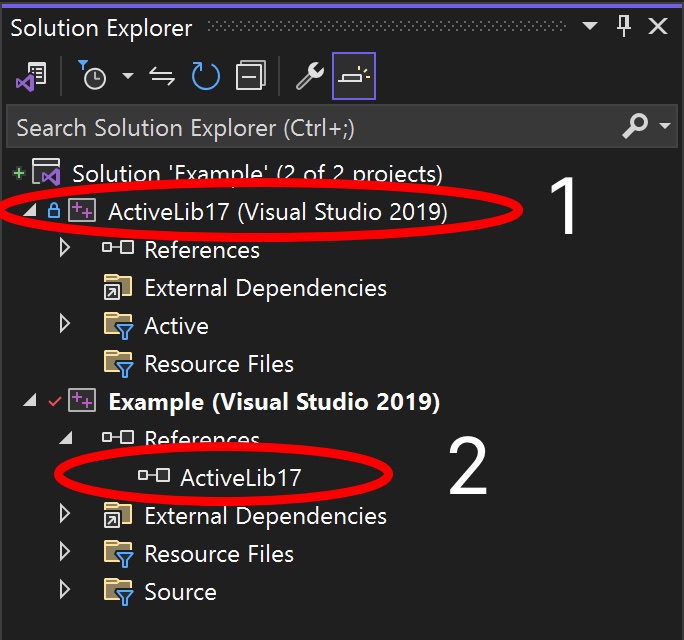 Solution Explorer
Search Solution Explorer (Ctrl+;)
Solution 'Example' (2 of 2 projects)
ActiveLib17 (Visual Studio 2019)
1
References
External Dependencies
Active
Resource Files
Example (Visual Studio 2019)
References
2
ActiveLib17
External Dependencies
Resource Files
Source